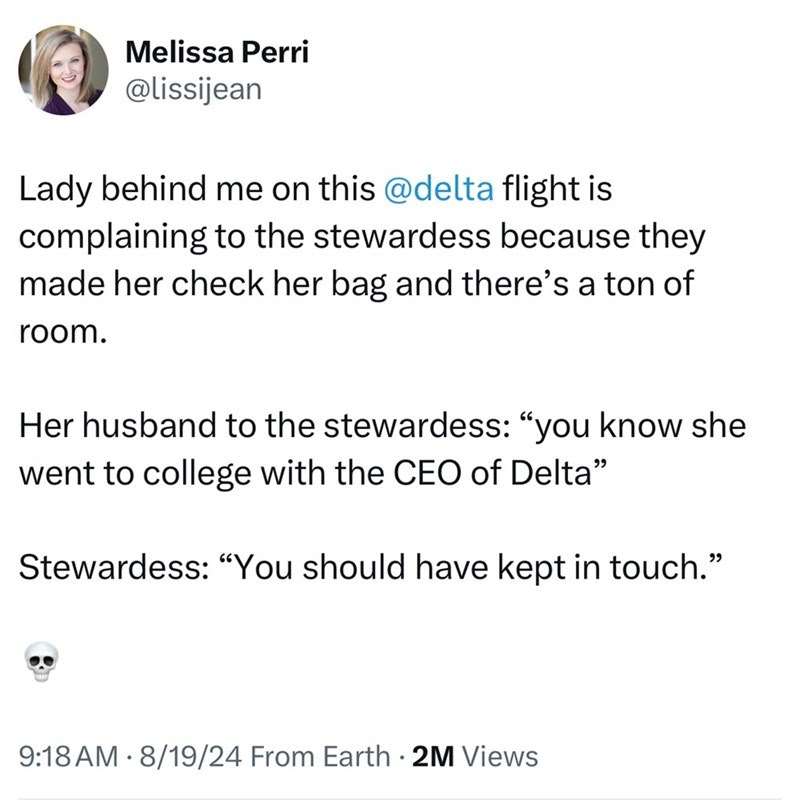 Melissa Perri
@lissijean
Lady behind me on this @delta flight is
complaining to the stewardess because they
made her check her bag and there’s a ton of
room.
Her husband to the stewardess: “you know she
went to college with the CEO of Delta”
Stewardess: “You should have kept in touch.”
💀
9:18 AM · 8/19/24 From Earth · 2M Views